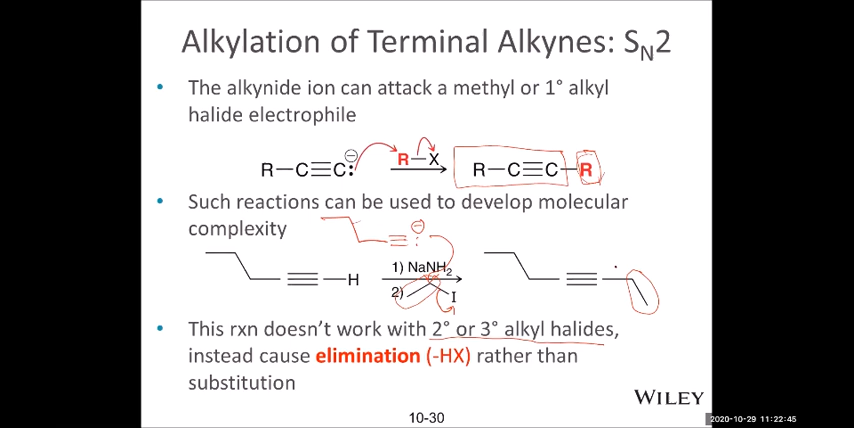 Alkylation of Terminal Alkynes: SN2
• The alkynide ion can attack a methyl or 1° alkyl
halide electrophile
R–C≡C:⊖ R–X R–C≡C–R
• Such reactions can be used to develop molecular
complexity
⊖
1) NaNH2
H
2) I
• This rxn doesn't work with 2° or 3° alkyl halides,
instead cause elimination (-HX) rather than
substitution
WILEY
10-30
2020-10-29 11:22:45